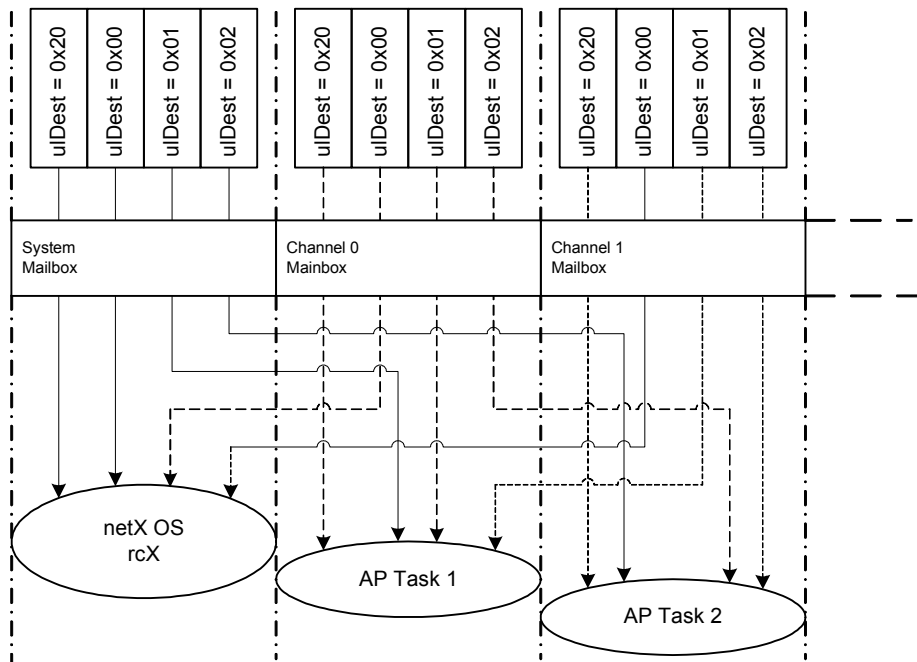 ulDest = 0x20
ulDest = 0x00
ulDest = 0x01
ulDest = 0x02
ulDest = 0x20
ulDest = 0x00
ulDest = 0x01
ulDest = 0x02
ulDest = 0x20
ulDest = 0x00
ulDest = 0x01
ulDest = 0x02
System
Mailbox
Channel 0
Mainbox
Channel 1
Mailbox
netX OS
rcX
AP Task 1
AP Task 2